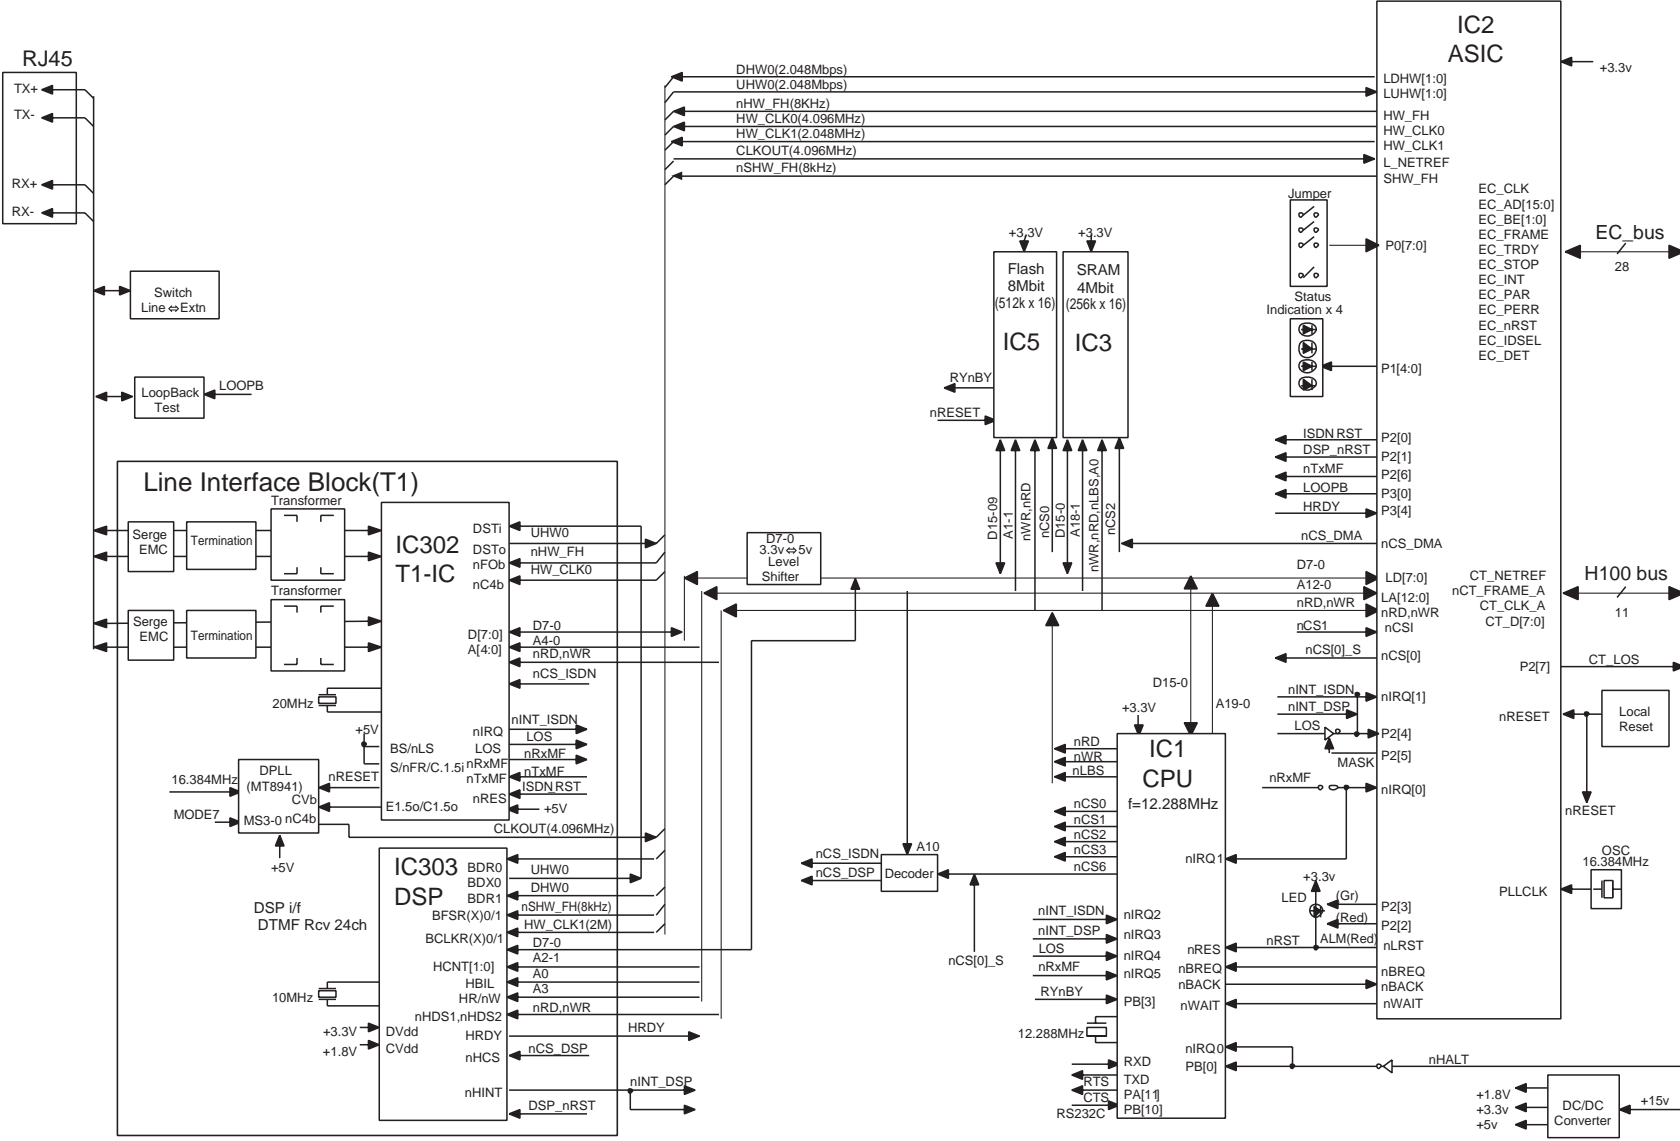 RJ45
TX+
TX-
RX+
RX-
Switch
Line⇔Extn
LoopBack
Test
LOOPB
DHW0(2.048Mbps)
UHW0(2.048Mbps)
nHW_FH(8KHz)
HW_CLK0(4.096MHz)
HW_CLK1(2.048MHz)
CLKOUT(4.096MHz)
nSHW_FH(8kHz)
IC2
ASIC
+3.3v
LDHW[1:0]
LUHW[1:0]
HW_FH
HW_CLK0
HW_CLK1
L_NETREF
SHW_FH
EC_CLK
EC_AD[15:0]
EC_BE[1:0]
EC_FRAME
EC_TRDY
EC_STOP
EC_INT
EC_PAR
EC_PERR
EC_nRST
EC_IDSEL
EC_DET
EC_bus
28
Jumper
P0[7:0]
Status
Indication x 4
P1[4:0]
+3.3V
Flash
8Mbit
(512k x 16)
IC5
+3.3V
SRAM
4Mbit
(256k x 16)
IC3
RYnBY
nRESET
D15-09
A1-1
nWR,nRD
nCS0
D15-0
A18-1
nWR,nRD,nLBS,A0
nCS2
ISDN RST
P2[0]
DSP_nRST
P2[1]
nTxMF
P2[6]
LOOPB
P3[0]
HRDY
P3[4]
nCS_DMA
nCS_DMA
D7-0
LD[7:0]
A12-0
LA[12:0]
nRD,nWR
nRD,nWR
nCS1
nCSI
nCS[0]_S
nCS[0]
CT_NETREF
nCT_FRAME_A
CT_CLK_A
CT_D[7:0]
H100 bus
11
P2[7]
CT_LOS
nINT_ISDN
nIRQ[1]
nINT_DSP
LOS
P2[4]
MASK
P2[5]
nRxMF
nIRQ[0]
nRESET
Local
Reset
nRESET
OSC
16.384MHz
PLLCLK
+3.3v
LED
(Gr)
P2[3]
(Red)
P2[2]
nRST
ALM(Red)
nLRST
nBREQ
nBACK
nWAIT
nHALT
+1.8V
+3.3v
+5v
DC/DC
Converter
+15v
Line Interface Block(T1)
Transformer
Serge
EMC
Termination
Transformer
Serge
EMC
Termination
IC302
T1-IC
DSTi
DSTo
nFOb
nC4b
UHW0
nHW_FH
HW_CLK0
D[7:0]
A[4:0]
D7-0
A4-0
nRD,nWR
nCS_ISDN
20MHz
+5V
BS/nLS
S/nFR/C.1.5i
nIRQ
LOS
nRxMF
nTxMF
nRES
nINT_ISDN
LOS
nRxMF
nTxMF
ISDN_RST
+5V
E1.5o/C1.5o
16.384MHz
MODE7
DPLL
(MT8941)
CVb
MS3-0
nC4b
nRESET
+5V
CLKOUT(4.096MHz)
D7-0
3.3v⇔5v
Level
Shifter
IC303
DSP
BDR0
BDX0
BDR1
BFSR(X)0/1
BCLKR(X)0/1
UHW0
DHW0
nSHW_FH(8kHz)
HW_CLK1(2M)
D7-0
HCNT[1:0]
A2-1
HBIL
A0
HR/nW
A3
nHDS1,nHDS2
nRD,nWR
HRDY
HRDY
nHCS
nCS_DSP
nHINT
nINT_DSP
DSP_nRST
DSP i/f
DTMF Rcv 24ch
10MHz
+3.3V
DVdd
+1.8V
CVdd
nCS_ISDN
nCS_DSP
Decoder
A10
nCS[0]_S
D15-0
A19-0
+3.3V
IC1
CPU
f=12.288MHz
nRD
nWR
nLBS
nCS0
nCS1
nCS2
nCS3
nCS6
nIRQ1
nINT_ISDN
nIRQ2
nINT_DSP
nIRQ3
LOS
nIRQ4
nRxMF
nIRQ5
RYnBY
PB[3]
12.288MHz
nRES
nBREQ
nBACK
nWAIT
nIRQ0
PB[0]
RXD
TXD
RTS
PA[11]
CTS
PB[10]
RS232C